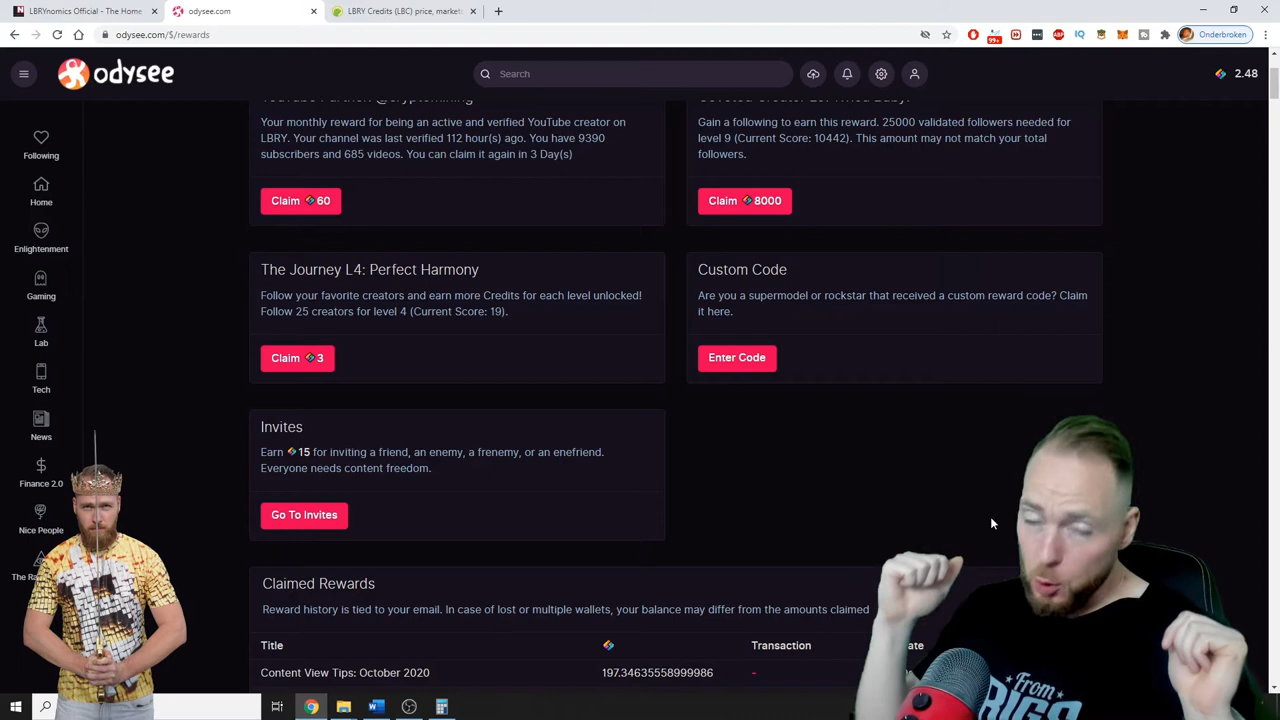 LBRYnomics Official - The Home
odysee.com
LBRY Credits (LBC) price, market
odysee.com/$/rewards
99+
ABP
IQ
Onderbroken
odysee
Search
2.48
Your monthly reward for being an active and verified YouTube creator on
LBRY. Your channel was last verified 112 hour(s) ago. You have 9390
subscribers and 685 videos. You can claim it again in 3 Day(s)
Claim 60
Gain a following to earn this reward. 25000 validated followers needed for
level 9 (Current Score: 10442). This amount may not match your total
followers.
Claim 8000
Following
Home
Enlightenment
Gaming
Lab
Tech
News
Finance 2.0
Nice People
The Ra
The Journey L4: Perfect Harmony
Follow your favorite creators and earn more Credits for each level unlocked!
Follow 25 creators for level 4 (Current Score: 19).
Claim 3
Custom Code
Are you a supermodel or rockstar that received a custom reward code? Claim
it here.
Enter Code
Invites
Earn 15 for inviting a friend, an enemy, a frenemy, or an enefriend.
Everyone needs content freedom.
Go To Invites
Claimed Rewards
Reward history is tied to your email. In case of lost or multiple wallets, your balance may differ from the amounts claimed
Title
Transaction
ate
Content View Tips: October 2020
197.34635558999986
-
From